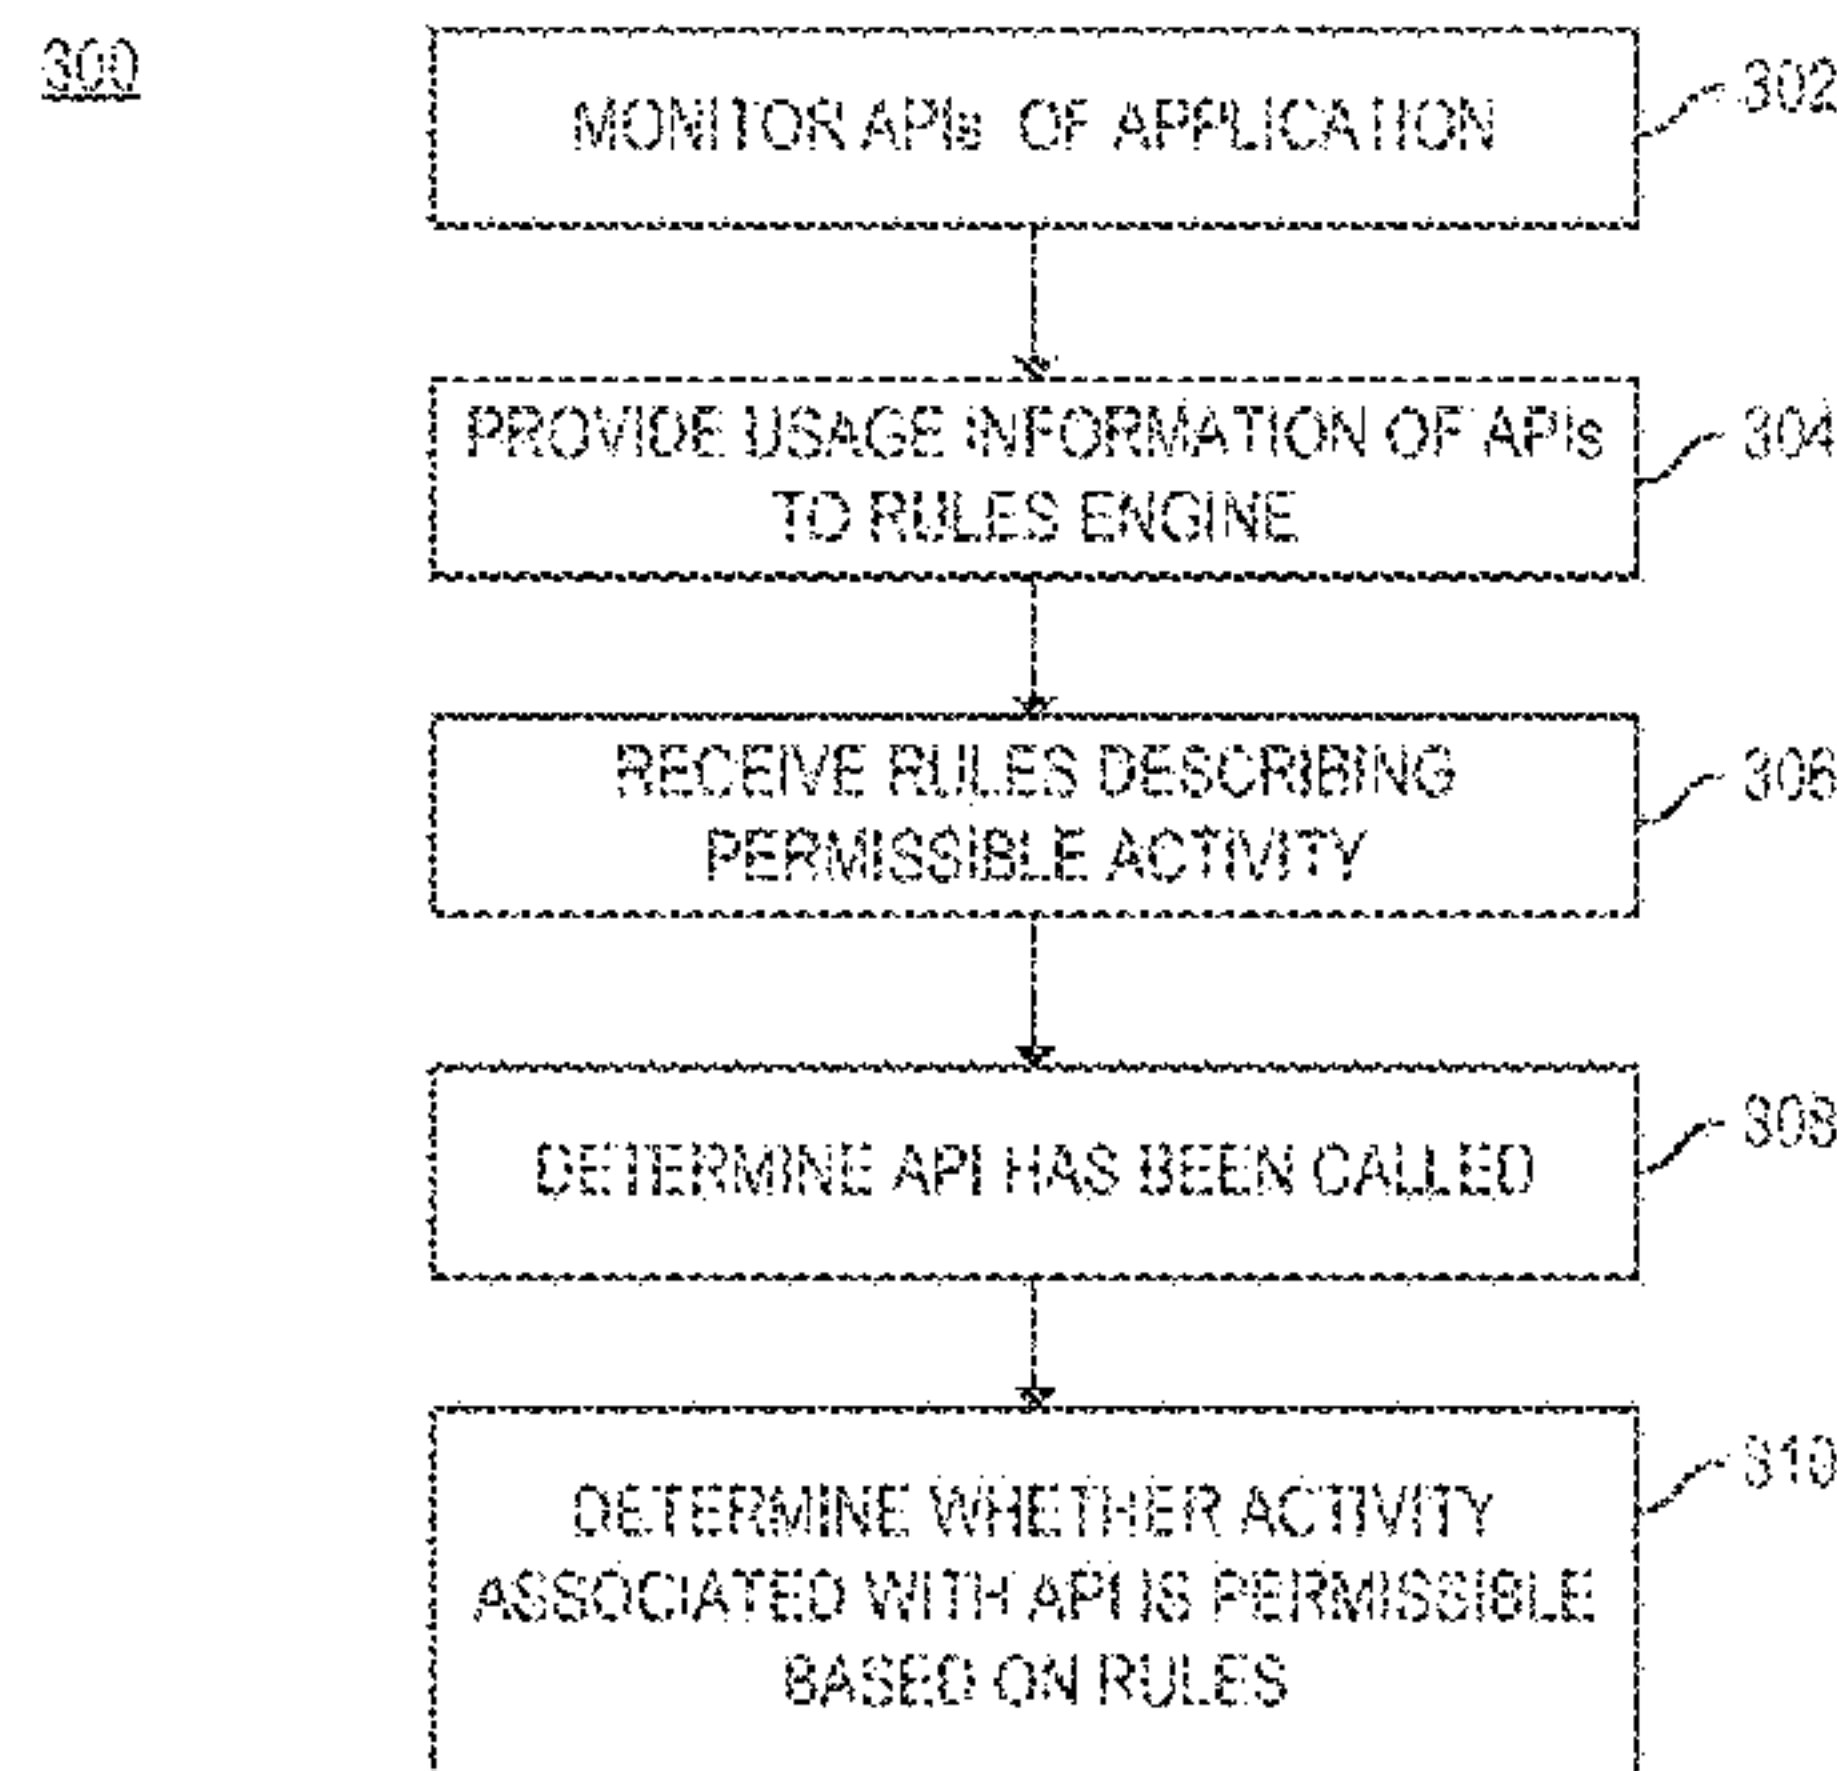 300
MONITOR APIs OF APPLICATION
302
PROVIDE USAGE INFORMATION OF APIs
TO RULES ENGINE
304
RECEIVE RULES DESCRIBING
PERMISSIBLE ACTIVITY
306
DETERMINE API HAS BEEN CALLED
308
DETERMINE WHETHER ACTIVITY
ASSOCIATED WITH API IS PERMISSIBLE
BASED ON RULES
310